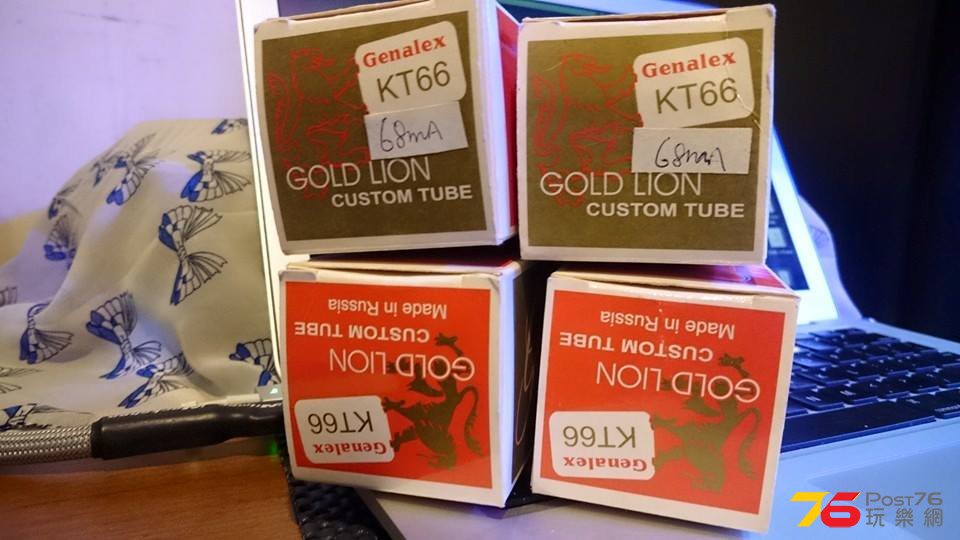 Genalex
KT66
68mA
GOLD LION
CUSTOM TUBE
Genalex
KT66
68mA
GOLD LION
CUSTOM TUBE
Genalex
KT66
GOLD LION
CUSTOM TUBE
Made in Russia
Genalex
KT66
GOLD LION
CUSTOM TUBE
Made in Russia
76 POST76
玩樂網